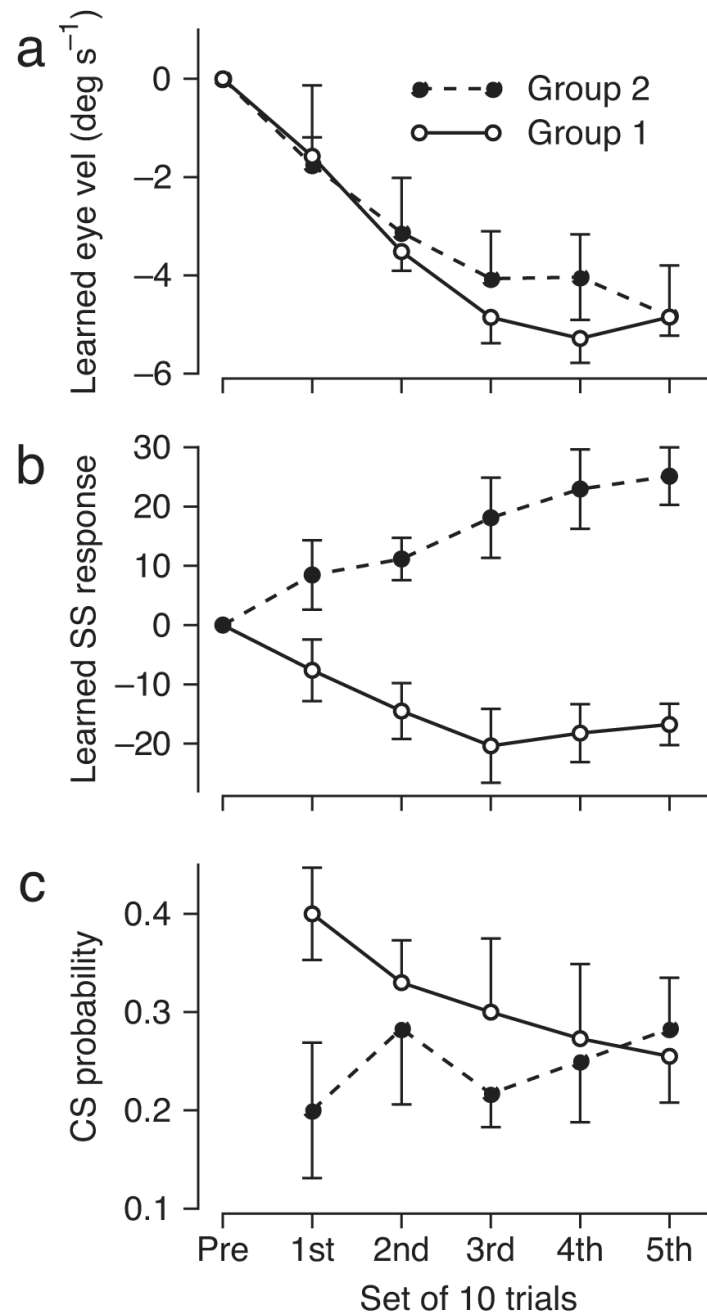 a
Learned eye vel (deg s⁻¹)
0
−2
−4
−6
Group 2
Group 1
b
Learned SS response
30
20
10
0
−10
−20
c
CS probability
0.4
0.3
0.2
0.1
Pre 1st 2nd 3rd 4th 5th
Set of 10 trials